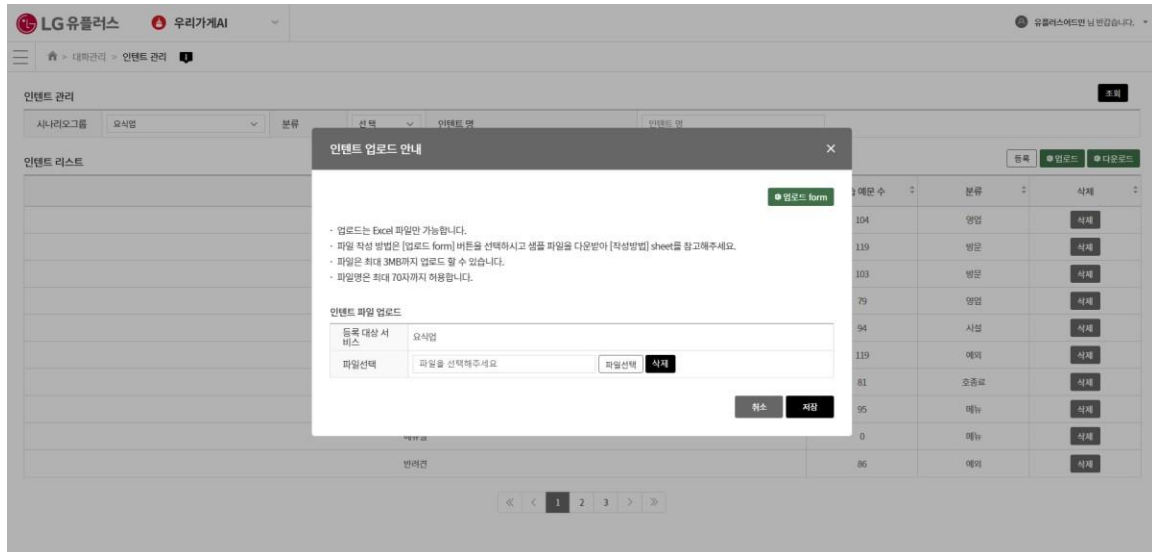 LG 유플러스
우리가게AI
유플러스어드민 님 반갑습니다.
> 대화관리 > 인텐트 관리
인텐트 관리
조회
시나리오그룹 요식업 분류 선택 인텐트 명 인텐트 명
인텐트 리스트
등록 업로드 다운로드
예문 수 분류 삭제
104 영업 삭제
119 방문 삭제
103 방문 삭제
79 영업 삭제
94 시설 삭제
119 예외 삭제
81 호종료 삭제
95 메뉴 삭제
0 메뉴 삭제
반려견 86 예외 삭제
« < 1 2 3 > »
인텐트 업로드 안내 ×
업로드 form
- 업로드는 Excel 파일만 가능합니다.
- 파일 작성 방법은 [업로드 form] 버튼을 선택하시고 샘플 파일을 다운받아 [작성방법] sheet를 참고해주세요.
- 파일은 최대 3MB까지 업로드 할 수 있습니다.
- 파일명은 최대 70자까지 허용합니다.
인텐트 파일 업로드
등록 대상 서
비스
요식업
파일선택 파일을 선택해주세요 파일선택 삭제
취소 저장